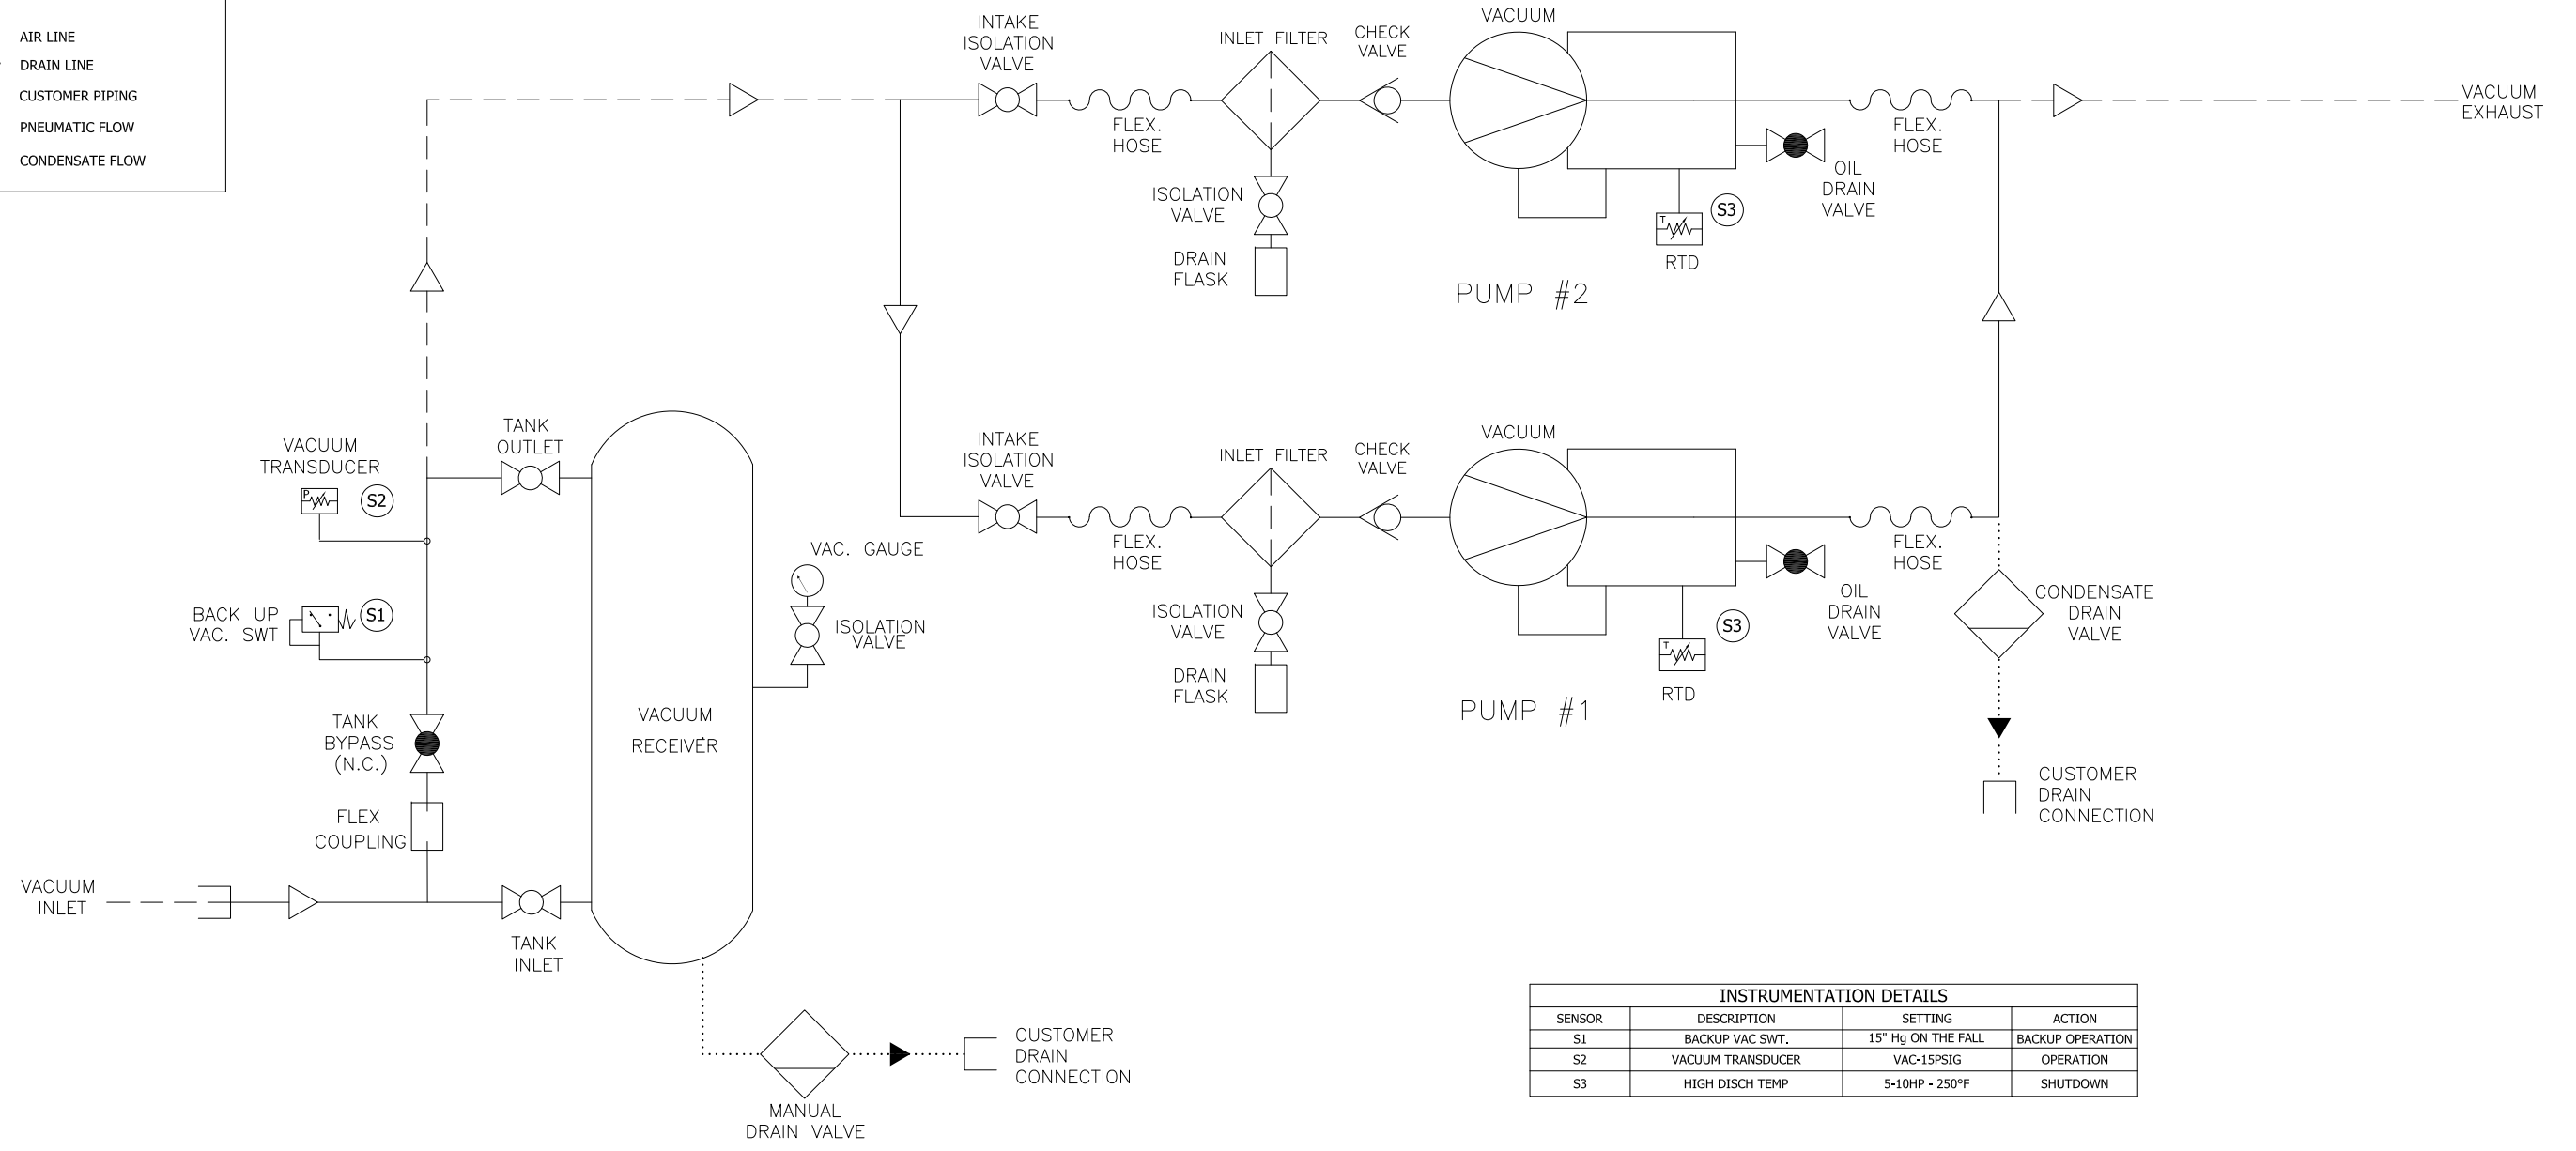 AIR LINE
DRAIN LINE
CUSTOMER PIPING
PNEUMATIC FLOW
CONDENSATE FLOW
INTAKE
ISOLATION
VALVE
FLEX.
HOSE
INLET FILTER
CHECK
VALVE
VACUUM
ISOLATION
VALVE
DRAIN
FLASK
T
S3
RTD
OIL
DRAIN
VALVE
FLEX.
HOSE
VACUUM
EXHAUST
PUMP #2
VACUUM
TRANSDUCER
P
S2
TANK
OUTLET
BACK UP
VAC. SWT
S1
TANK
BYPASS
(N.C.)
FLEX
COUPLING
VACUUM
INLET
TANK
INLET
VACUUM
RECEIVER
VAC. GAUGE
ISOLATION
VALVE
INTAKE
ISOLATION
VALVE
FLEX.
HOSE
INLET FILTER
CHECK
VALVE
VACUUM
ISOLATION
VALVE
DRAIN
FLASK
T
S3
RTD
OIL
DRAIN
VALVE
FLEX.
HOSE
PUMP #1
CONDENSATE
DRAIN
VALVE
CUSTOMER
DRAIN
CONNECTION
MANUAL
DRAIN VALVE
CUSTOMER
DRAIN
CONNECTION
INSTRUMENTATION DETAILS
SENSOR DESCRIPTION SETTING ACTION
S1 BACKUP VAC SWT. 15" Hg ON THE FALL BACKUP OPERATION
S2 VACUUM TRANSDUCER VAC-15PSIG OPERATION
S3 HIGH DISCH TEMP 5-10HP - 250°F SHUTDOWN